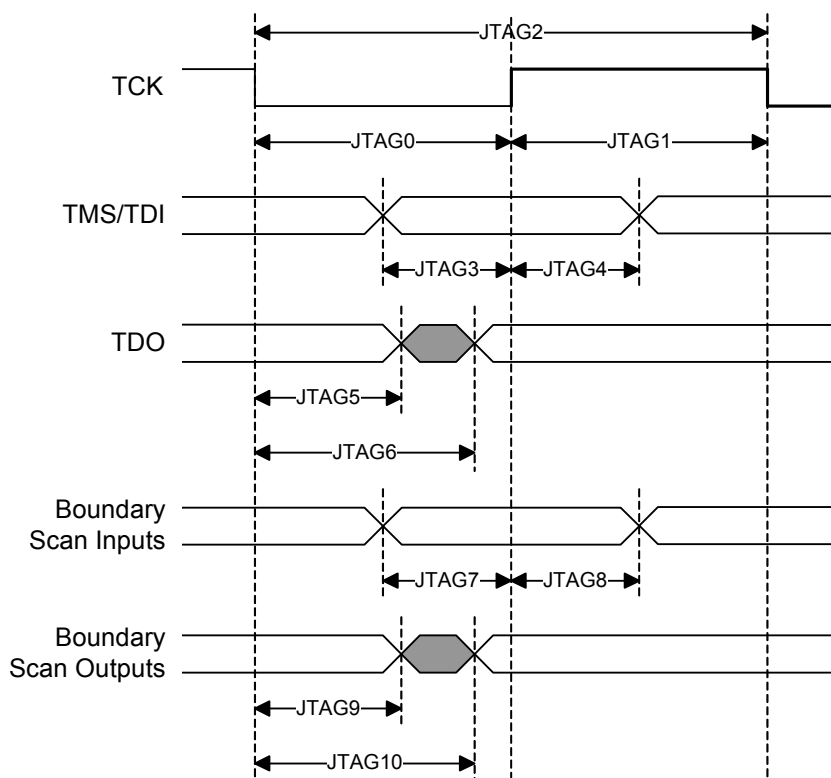 JTAG2
TCK
JTAG0
JTAG1
TMS/TDI
JTAG3
JTAG4
TDO
JTAG5
JTAG6
Boundary
Scan Inputs
JTAG7
JTAG8
Boundary
Scan Outputs
JTAG9
JTAG10